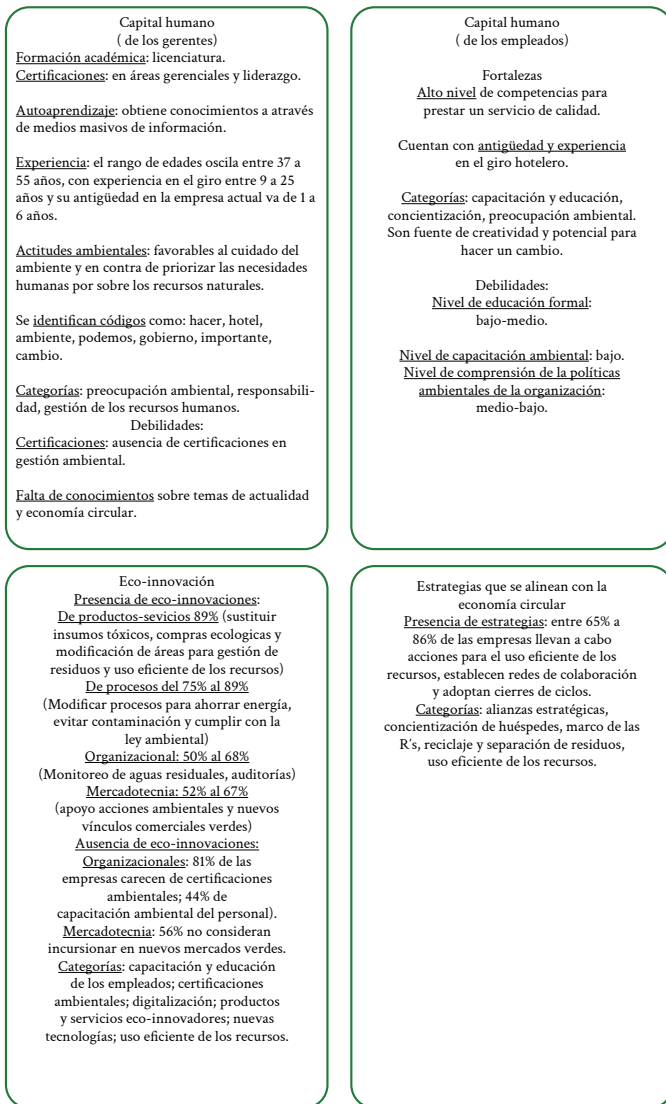 Capital humano
( de los gerentes)
Formación académica: licenciatura.
Certificaciones: en áreas gerenciales y liderazgo.
Autoaprendizaje: obtiene conocimientos a através
de medios masivos de información.
Experiencia: el rango de edades oscila entre 37 a
55 años, con experiencia en el giro entre 9 a 25
años y su antigüedad en la empresa actual va de 1 a
6 años.
Actitudes ambientales: favorables al cuidado del
ambiente y en contra de priorizar las necesidades
humanas por sobre los recursos naturales.
Se identifican códigos como: hacer, hotel,
ambiente, podemos, gobierno, importante,
cambio.
Categorías: preocupación ambiental, responsabili-
dad, gestión de los recursos humanos.
Debilidades:
Certificaciones: ausencia de certificaciones en
gestión ambiental.
Falta de conocimientos sobre temas de actualidad
y economía circular.
Capital humano
( de los empleados)
Fortalezas
Alto nivel de competencias para
prestar un servicio de calidad.
Cuentan con antigüedad y experiencia
en el giro hotelero.
Categorías: capacitación y educación,
concientización, preocupación ambiental.
Son fuente de creatividad y potencial para
hacer un cambio.
Debilidades:
Nivel de educación formal:
bajo-medio.
Nivel de capacitación ambiental: bajo.
Nivel de comprensión de la políticas
ambientales de la organización:
medio-bajo.
Eco-innovación
Presencia de eco-innovaciones:
De productos-sevicios 89% (sustituir
insumos tóxicos, compras ecologicas y
modificación de áreas para gestión de
residuos y uso eficiente de los recursos)
De procesos del 75% al 89%
(Modificar procesos para ahorrar energía,
evitar contaminación y cumplir con la
ley ambiental)
Organizacional: 50% al 68%
(Monitoreo de aguas residuales, auditorías)
Mercadotecnia: 52% al 67%
(apoyo acciones ambientales y nuevos
vínculos comerciales verdes)
Ausencia de eco-innovaciones:
Organizacionales: 81% de las
empresas carecen de certificaciones
ambientales; 44% de
capacitación ambiental del personal).
Mercadotecnia: 56% no consideran
incursionar en nuevos mercados verdes.
Categorías: capacitación y educación
de los empleados; certificaciones
ambientales; digitalización; productos
y servicios eco-innovadores; nuevas
tecnologías; uso eficiente de los recursos.
Estrategias que se alinean con la
economía circular
Presencia de estrategias: entre 65% a
86% de las empresas llevan a cabo
acciones para el uso eficiente de los
recursos, establecen redes de colaboración
y adoptan cierres de ciclos.
Categorías: alianzas estratégicas,
concientización de huéspedes, marco de las
R's, reciclaje y separación de residuos,
uso eficiente de los recursos.